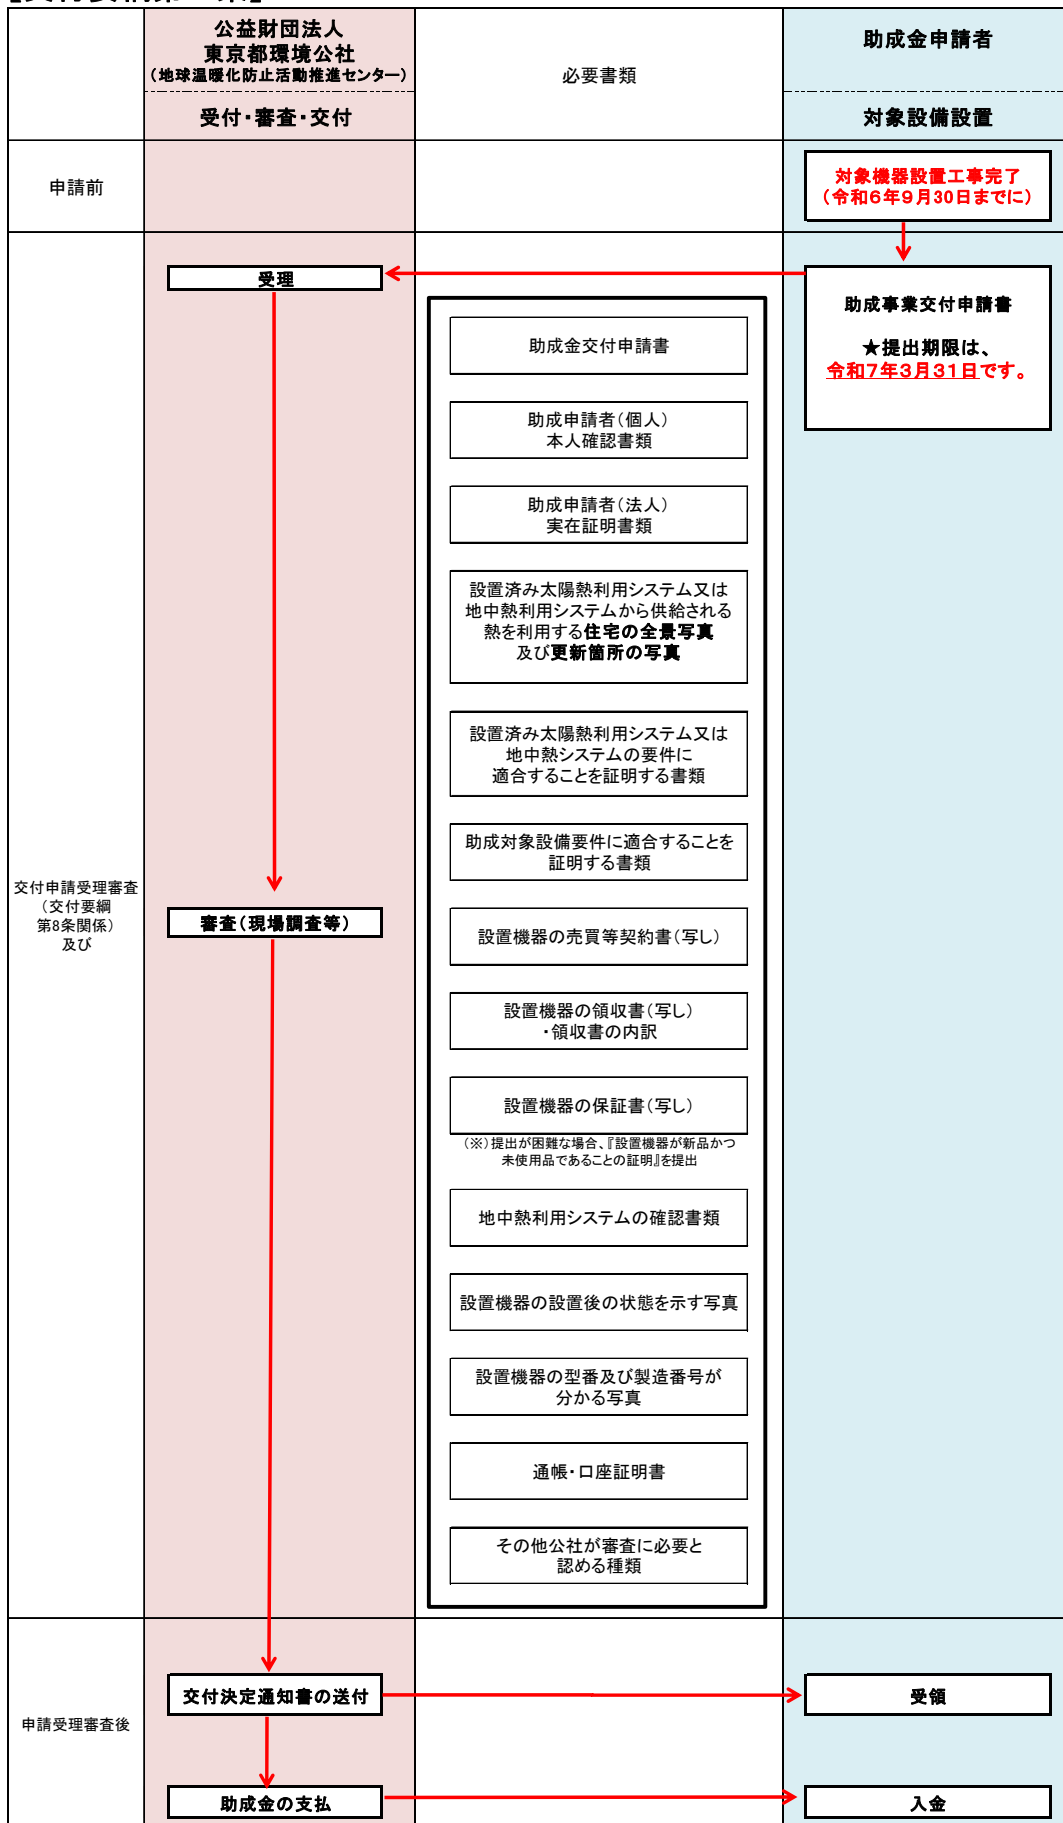 公益財団法人
東京都環境公社
（地球温暖化防止活動推進センター）
受付・審査・交付
必要書類
助成金申請者
対象設備設置
申請前
対象機器設置工事完了
（令和６年９月30日までに）
受理
助成事業交付申請書
★提出期限は、
令和７年３月３１日です。
助成金交付申請書
助成申請者（個人）
本人確認書類
助成申請者（法人）
実在証明書類
設置済み太陽熱利用システム又は
地中熱利用システムから供給される
熱を利用する住宅の全景写真
及び更新箇所の写真
設置済み太陽熱利用システム又は
地中熱システムの要件に
適合することを証明する書類
助成対象設備要件に適合することを
証明する書類
交付申請受理審査
（交付要綱
第8条関係）
及び
審査（現場調査等）
設置機器の売買等契約書（写し）
設置機器の領収書（写し）
・領収書の内訳
設置機器の保証書（写し）
（※）提出が困難な場合、『設置機器が新品かつ
未使用品であることの証明』を提出
地中熱利用システムの確認書類
設置機器の設置後の状態を示す写真
設置機器の型番及び製造番号が
分かる写真
通帳・口座証明書
その他公社が審査に必要と
認める種類
申請受理審査後
交付決定通知書の送付
受領
助成金の支払
入金